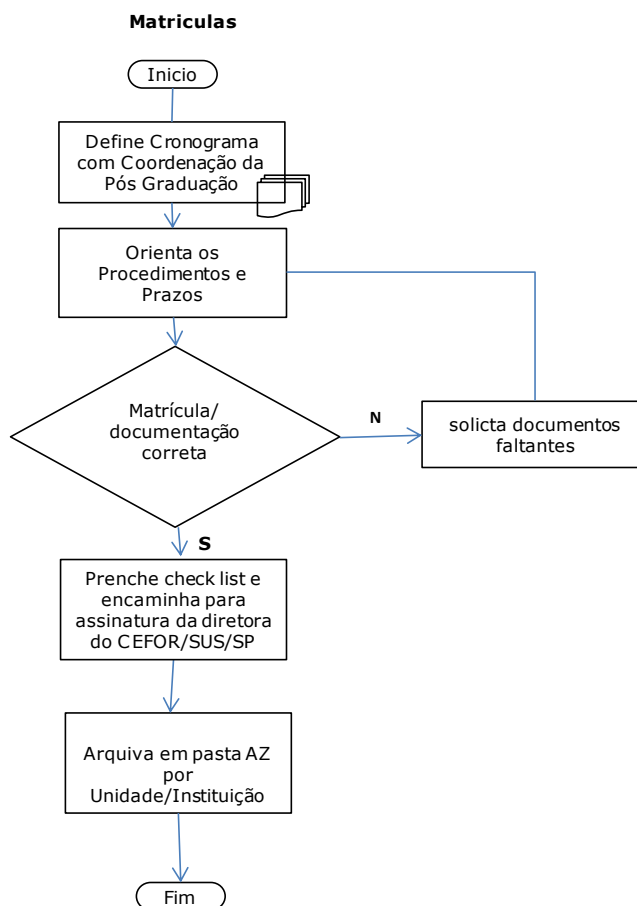 Matriculas
Inicio
Define Cronograma
com Coordenação da
Pós Graduação
Orienta os
Procedimentos e
Prazos
Matrícula/
documentação
correta
N
solicta documentos
faltantes
S
Prenche check list e
encaminha para
assinatura da diretora
do CEFOR/SUS/SP
Arquiva em pasta AZ
por
Unidade/Instituição
Fim